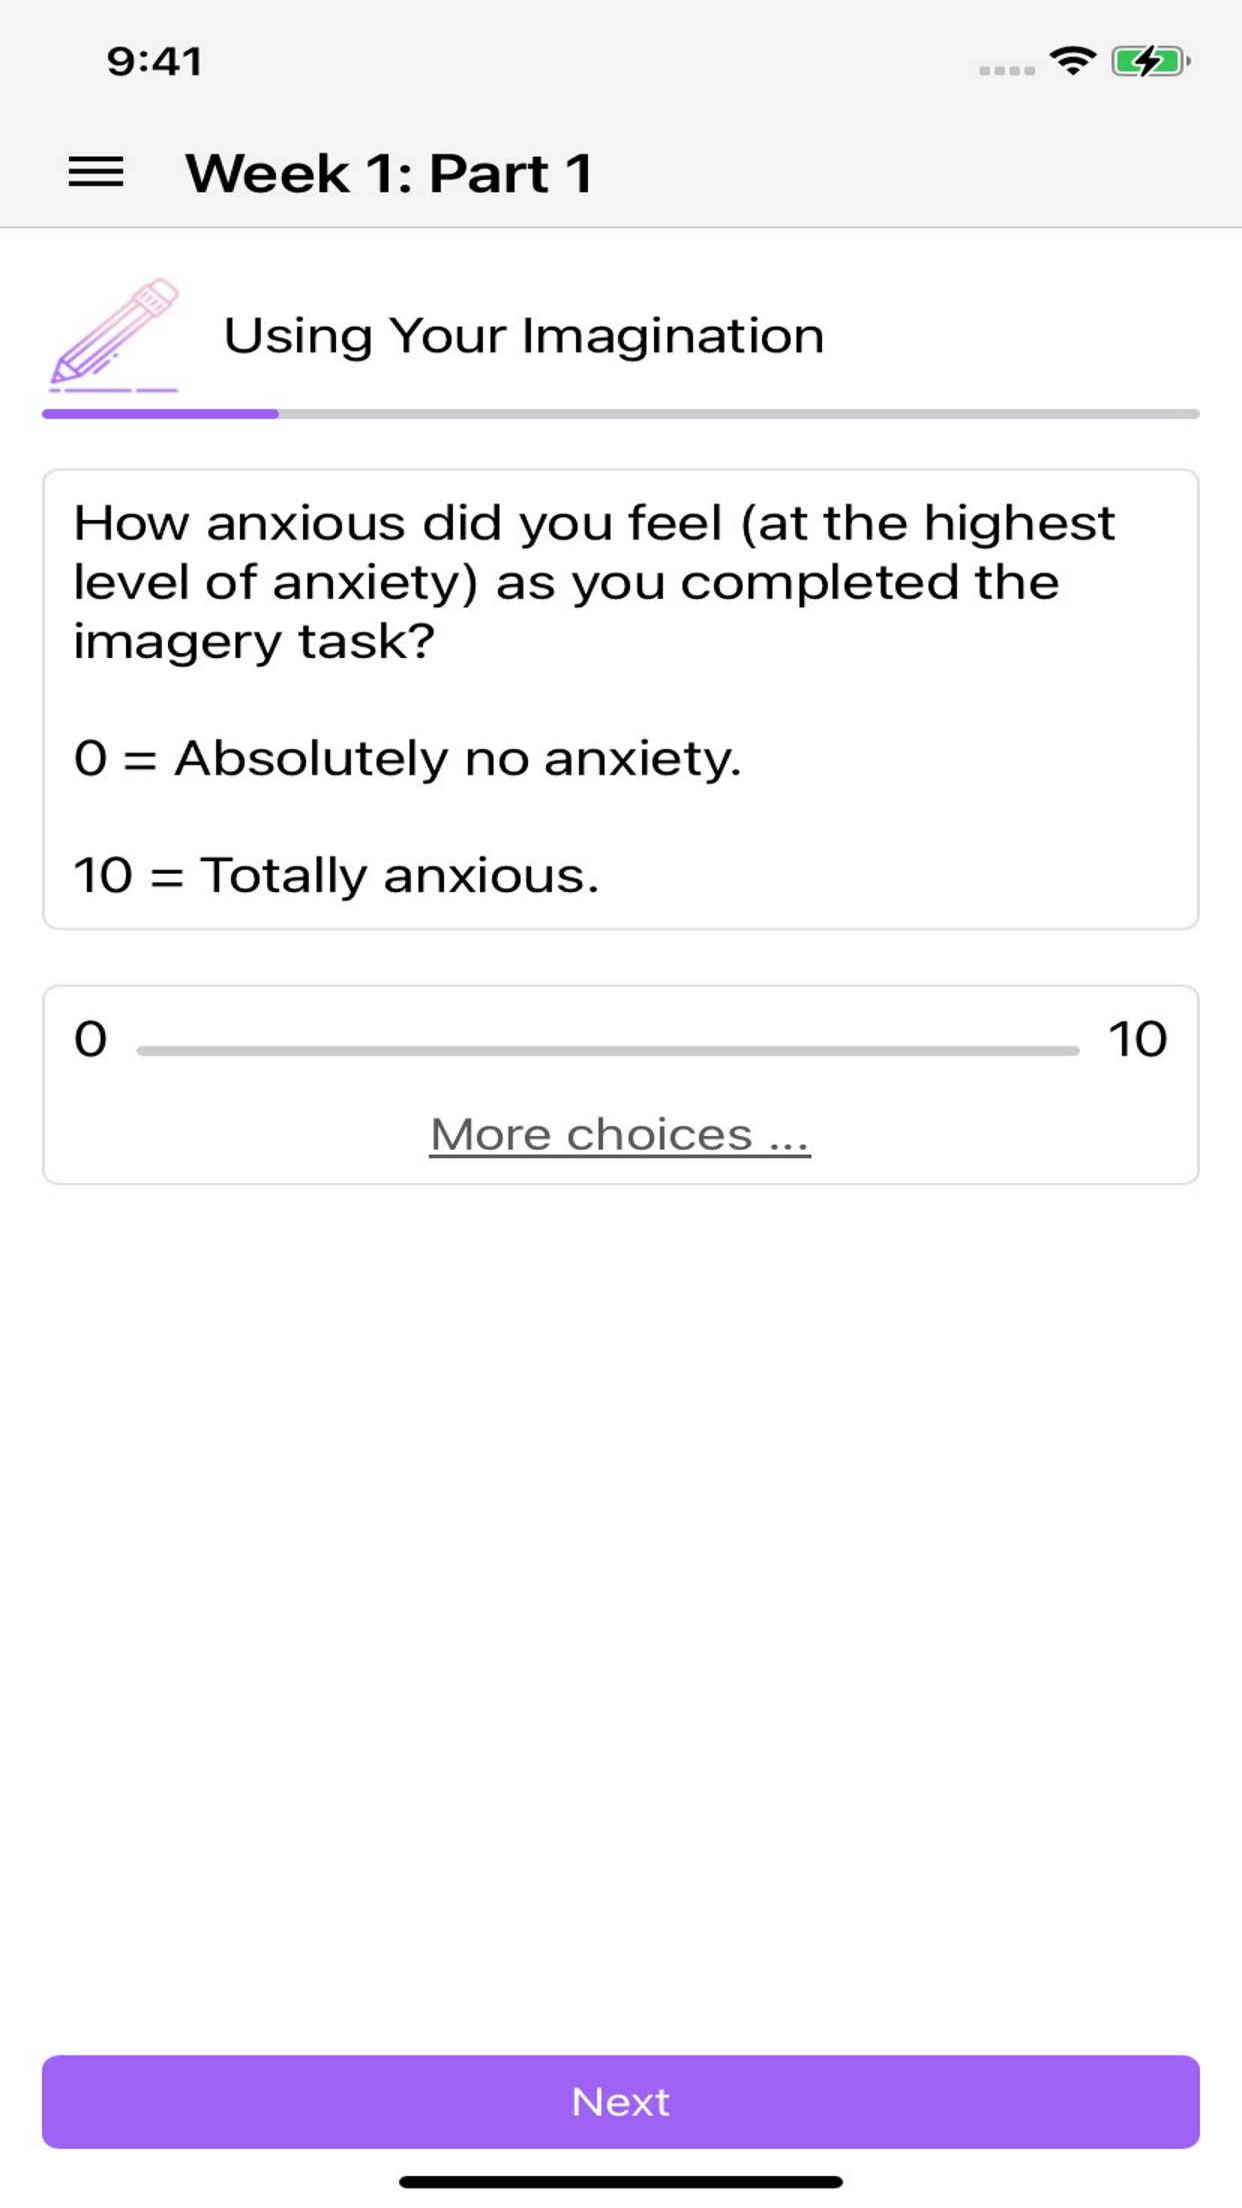 9:41
Week 1: Part 1
Using Your Imagination
How anxious did you feel (at the highest
level of anxiety) as you completed the
imagery task?
0 = Absolutely no anxiety.
10 = Totally anxious.
0 10
More choices ...
Next